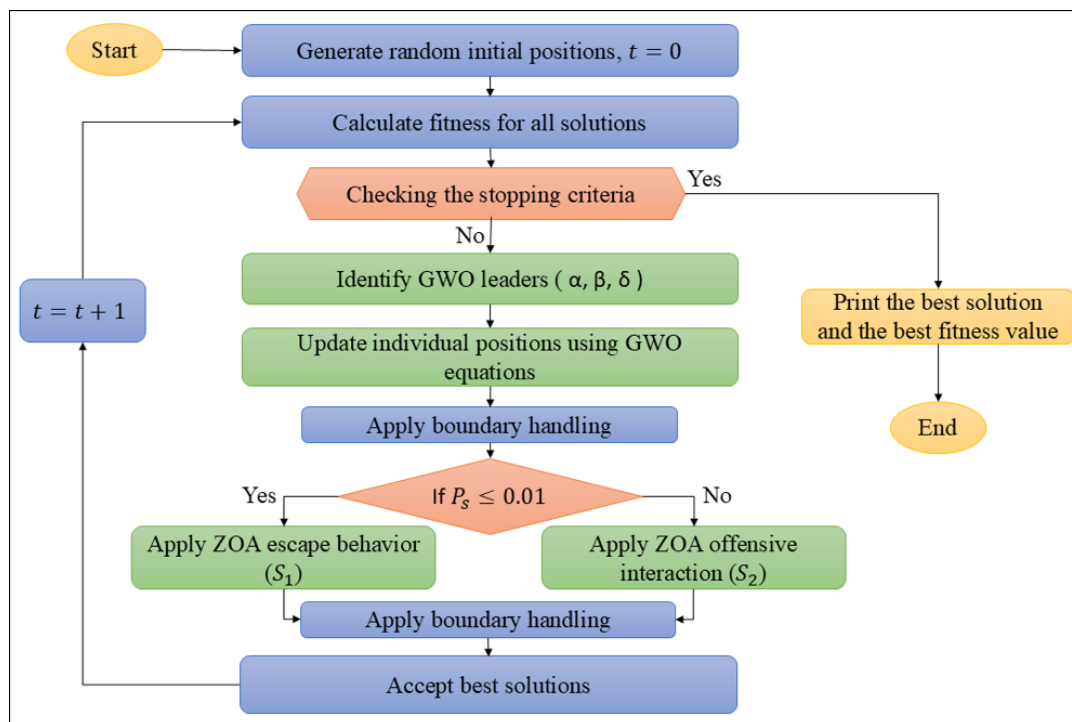 Start
Generate random initial positions, t = 0
Calculate fitness for all solutions
Checking the stopping criteria
Yes
No
Identify GWO leaders ( α, β, δ )
t = t + 1
Print the best solution
and the best fitness value
Update individual positions using GWO
equations
Apply boundary handling
End
If Pₛ ≤ 0.01
Yes
No
Apply ZOA escape behavior
(S₁)
Apply ZOA offensive
interaction (S₂)
Apply boundary handling
Accept best solutions